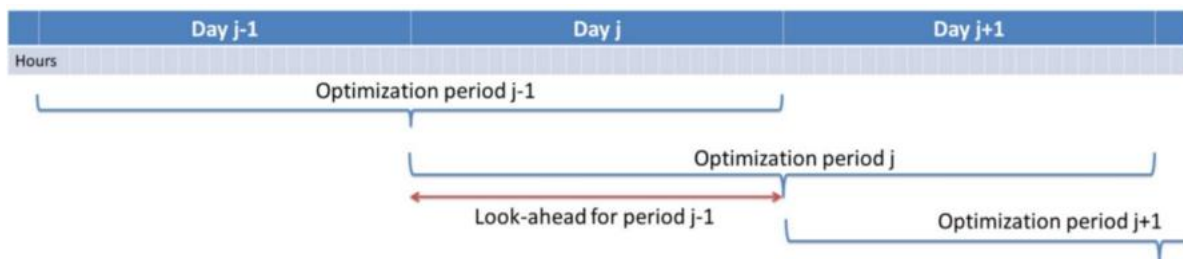 Day j-1 Day j Day j+1
Hours
Optimization period j-1
Optimization period j
Look-ahead for period j-1
Optimization period j+1